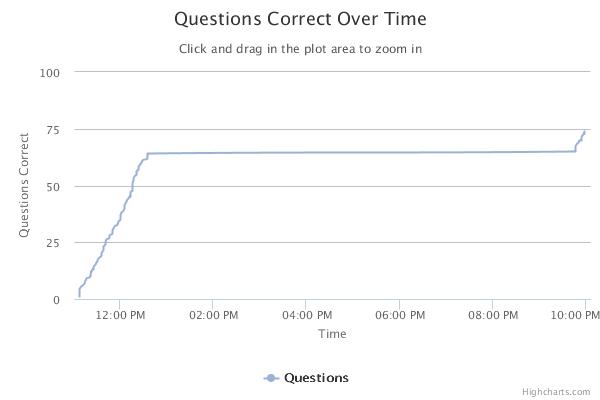 Questions Correct Over Time
Click and drag in the plot area to zoom in
Questions Correct
100
75
50
25
0
12:00 PM
02:00 PM
04:00 PM
06:00 PM
08:00 PM
10:00 PM
Time
Questions
Highcharts.com